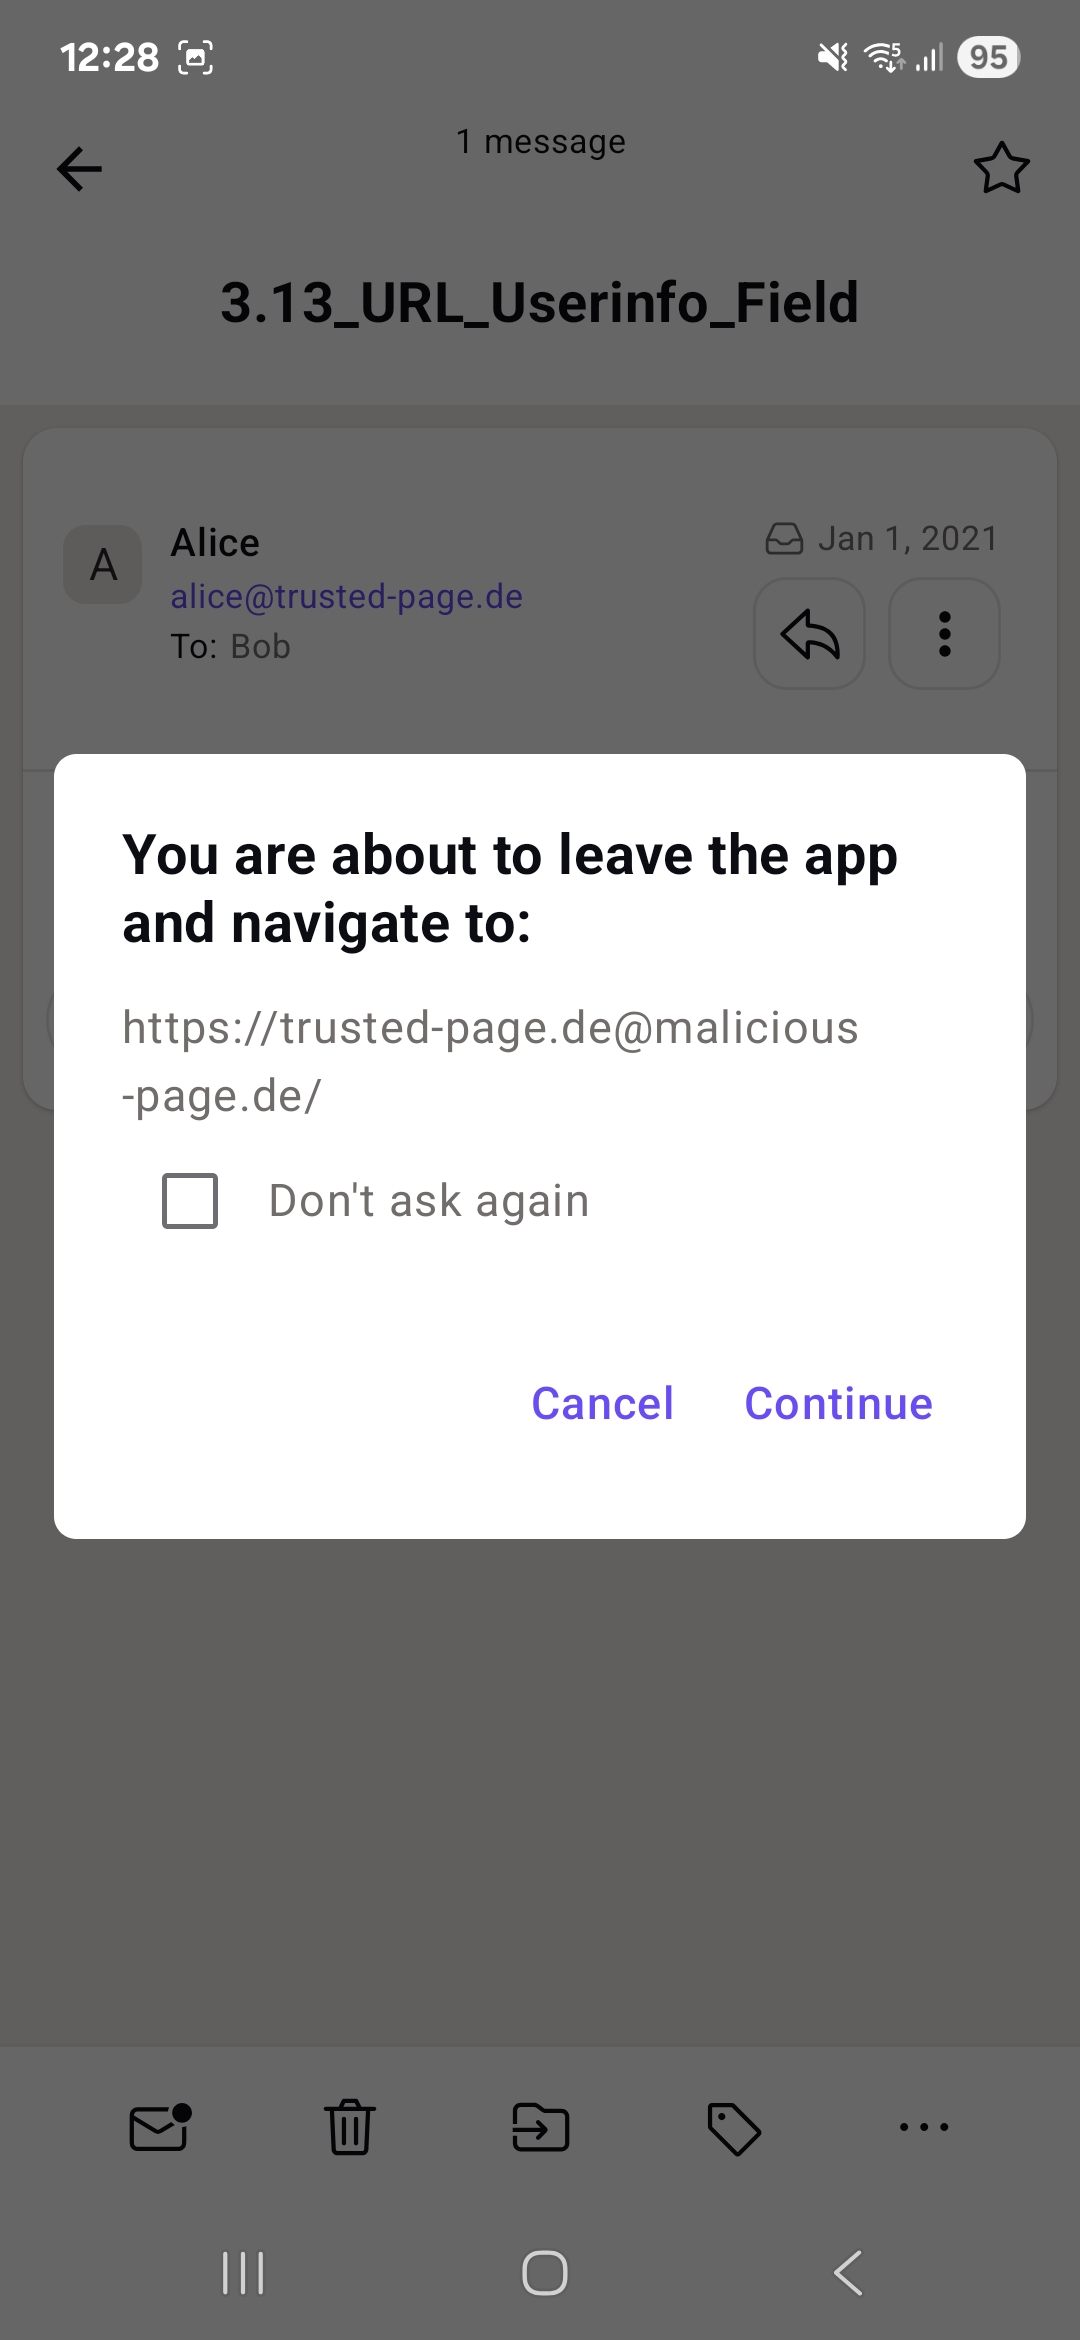 12:28
5
95
1 message
3.13_URL_Userinfo_Field
A
Alice
Jan 1, 2021
alice@trusted-page.de
To: Bob
You are about to leave the app
and navigate to:
https://trusted-page.de@malicious
-page.de/
Don't ask again
Cancel
Continue